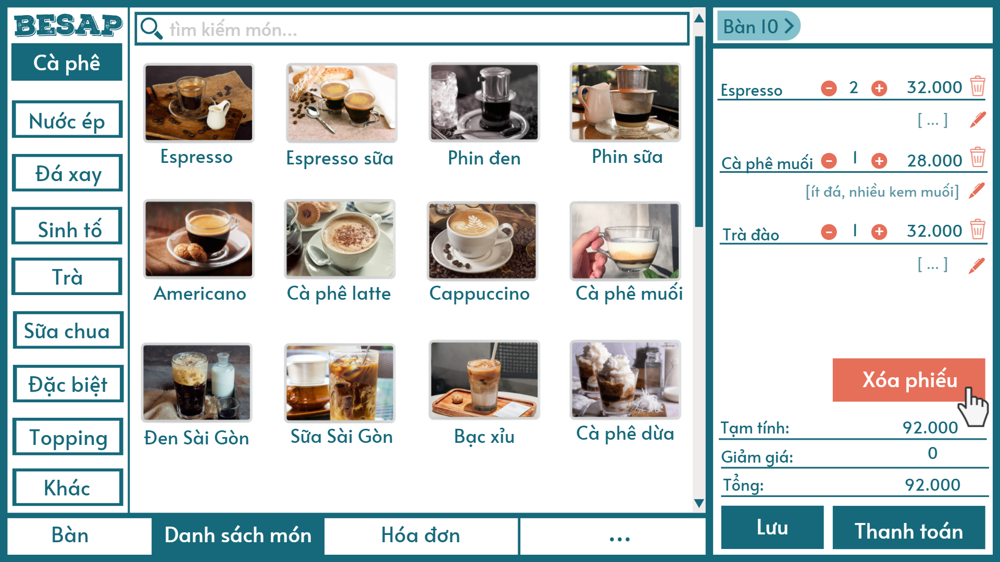 BESAP
Cà phê
Nước ép
Đá xay
Sinh tố
Trà
Sữa chua
Đặc biệt
Topping
Khác
tìm kiếm món...
Espresso
Espresso sữa
Phin đen
Phin sữa
Americano
Cà phê latte
Cappuccino
Cà phê muối
Đen Sài Gòn
Sữa Sài Gòn
Bạc xỉu
Cà phê dừa
Bàn
Danh sách món
Hóa đơn
...
Bàn 10
Espresso - 2 + 32.000
[ ... ]
Cà phê muối - 1 + 28.000
[ít đá, nhiều kem muối]
Trà đào - 1 + 32.000
[ ... ]
Xóa phiếu
Tạm tính: 92.000
Giảm giá: 0
Tổng: 92.000
Lưu
Thanh toán